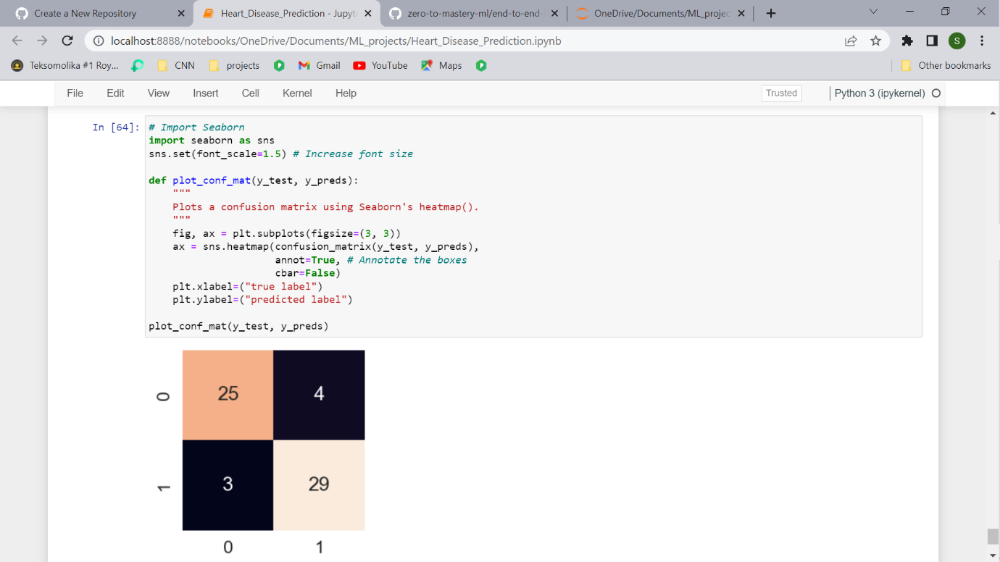 Create a New Repository
Heart_Disease_Prediction - Jupyt
zero-to-mastery-ml/end-to-end-
OneDrive/Documents/ML_projec
localhost:8888/notebooks/OneDrive/Documents/ML_projects/Heart_Disease_Prediction.ipynb
S
Teksomolika #1 Roy... CNN projects Gmail YouTube Maps Other bookmarks
File Edit View Insert Cell Kernel Help Trusted Python 3 (ipykernel)
In [64]: # Import Seaborn
import seaborn as sns
sns.set(font_scale=1.5) # Increase font size
def plot_conf_mat(y_test, y_preds):
"""
Plots a confusion matrix using Seaborn's heatmap().
"""
fig, ax = plt.subplots(figsize=(3, 3))
ax = sns.heatmap(confusion_matrix(y_test, y_preds),
annot=True, # Annotate the boxes
cbar=False)
plt.xlabel=("true label")
plt.ylabel=("predicted label")
plot_conf_mat(y_test, y_preds)
0 25 4
1 3 29
0 1